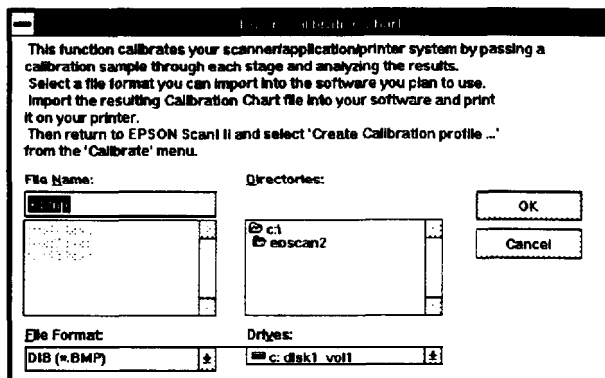 This function calibrates your scanner/application/printer system by passing a
calibration sample through each stage and analyzing the results.
Select a file format you can import into the software you plan to use.
Import the resulting Calibration Chart file into your software and print
it on your printer.
Then return to EPSON Scan! II and select 'Create Calibration profile ...'
from the 'Calibrate' menu.
File Name:
Directories:
OK
c:\
epscan2
Cancel
File Format:
Drives:
DIB (*.BMP)
c: disk1_vol1